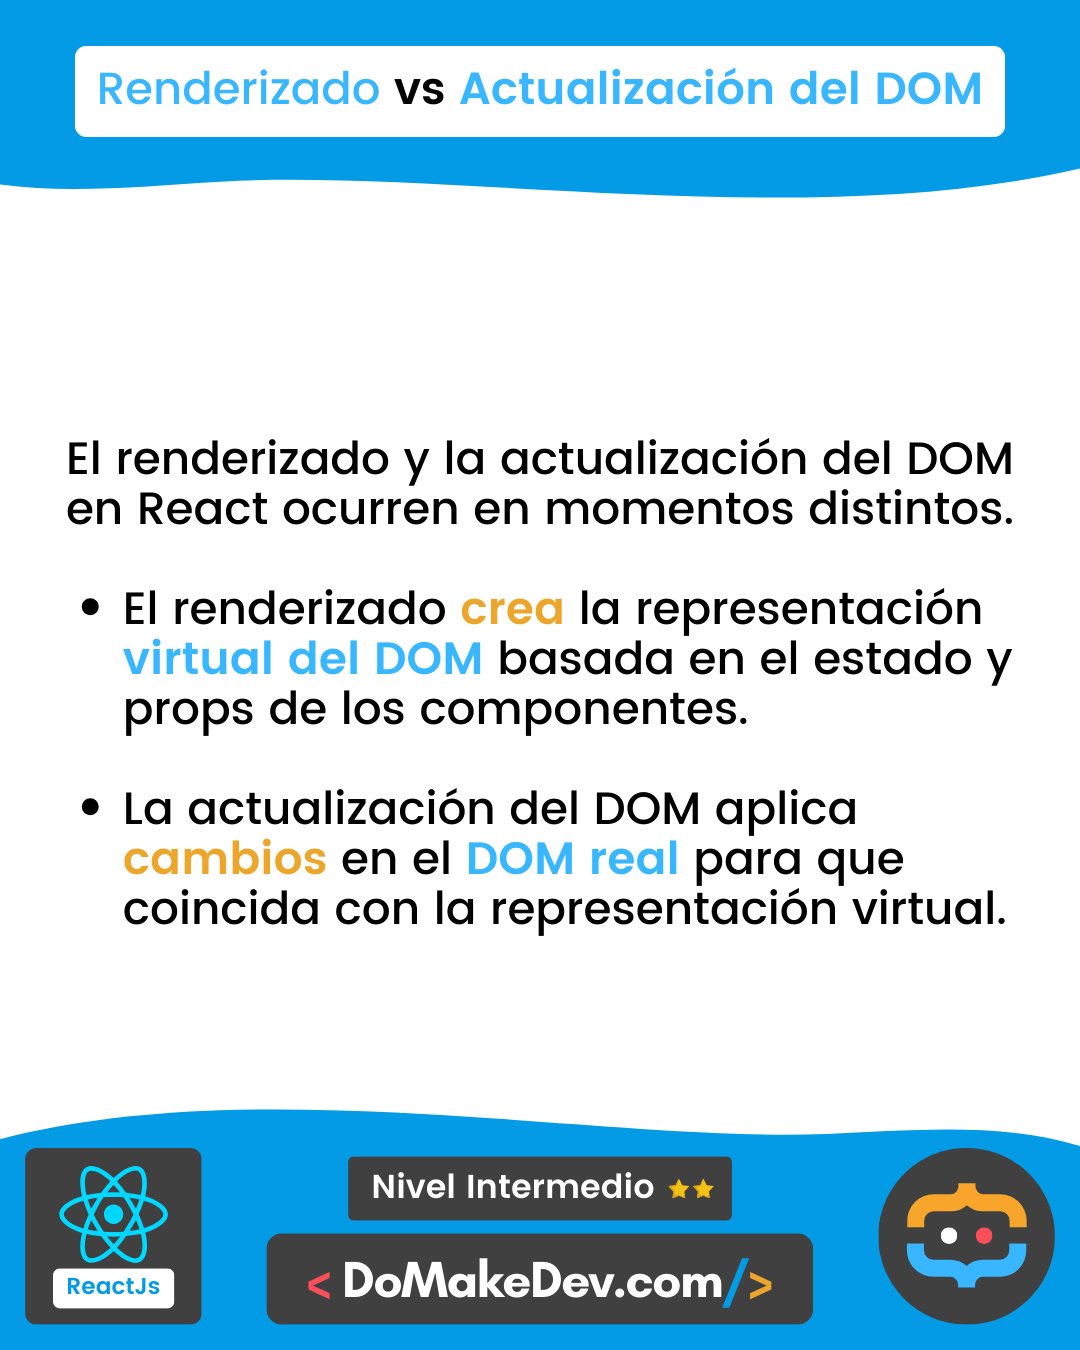 Renderizado vs Actualización del DOM
El renderizado y la actualización del DOM
en React ocurren en momentos distintos.
• El renderizado crea la representación
virtual del DOM basada en el estado y
props de los componentes.
• La actualización del DOM aplica
cambios en el DOM real para que
coincida con la representación virtual.
Nivel Intermedio
ReactJs
< DoMakeDev.com/>